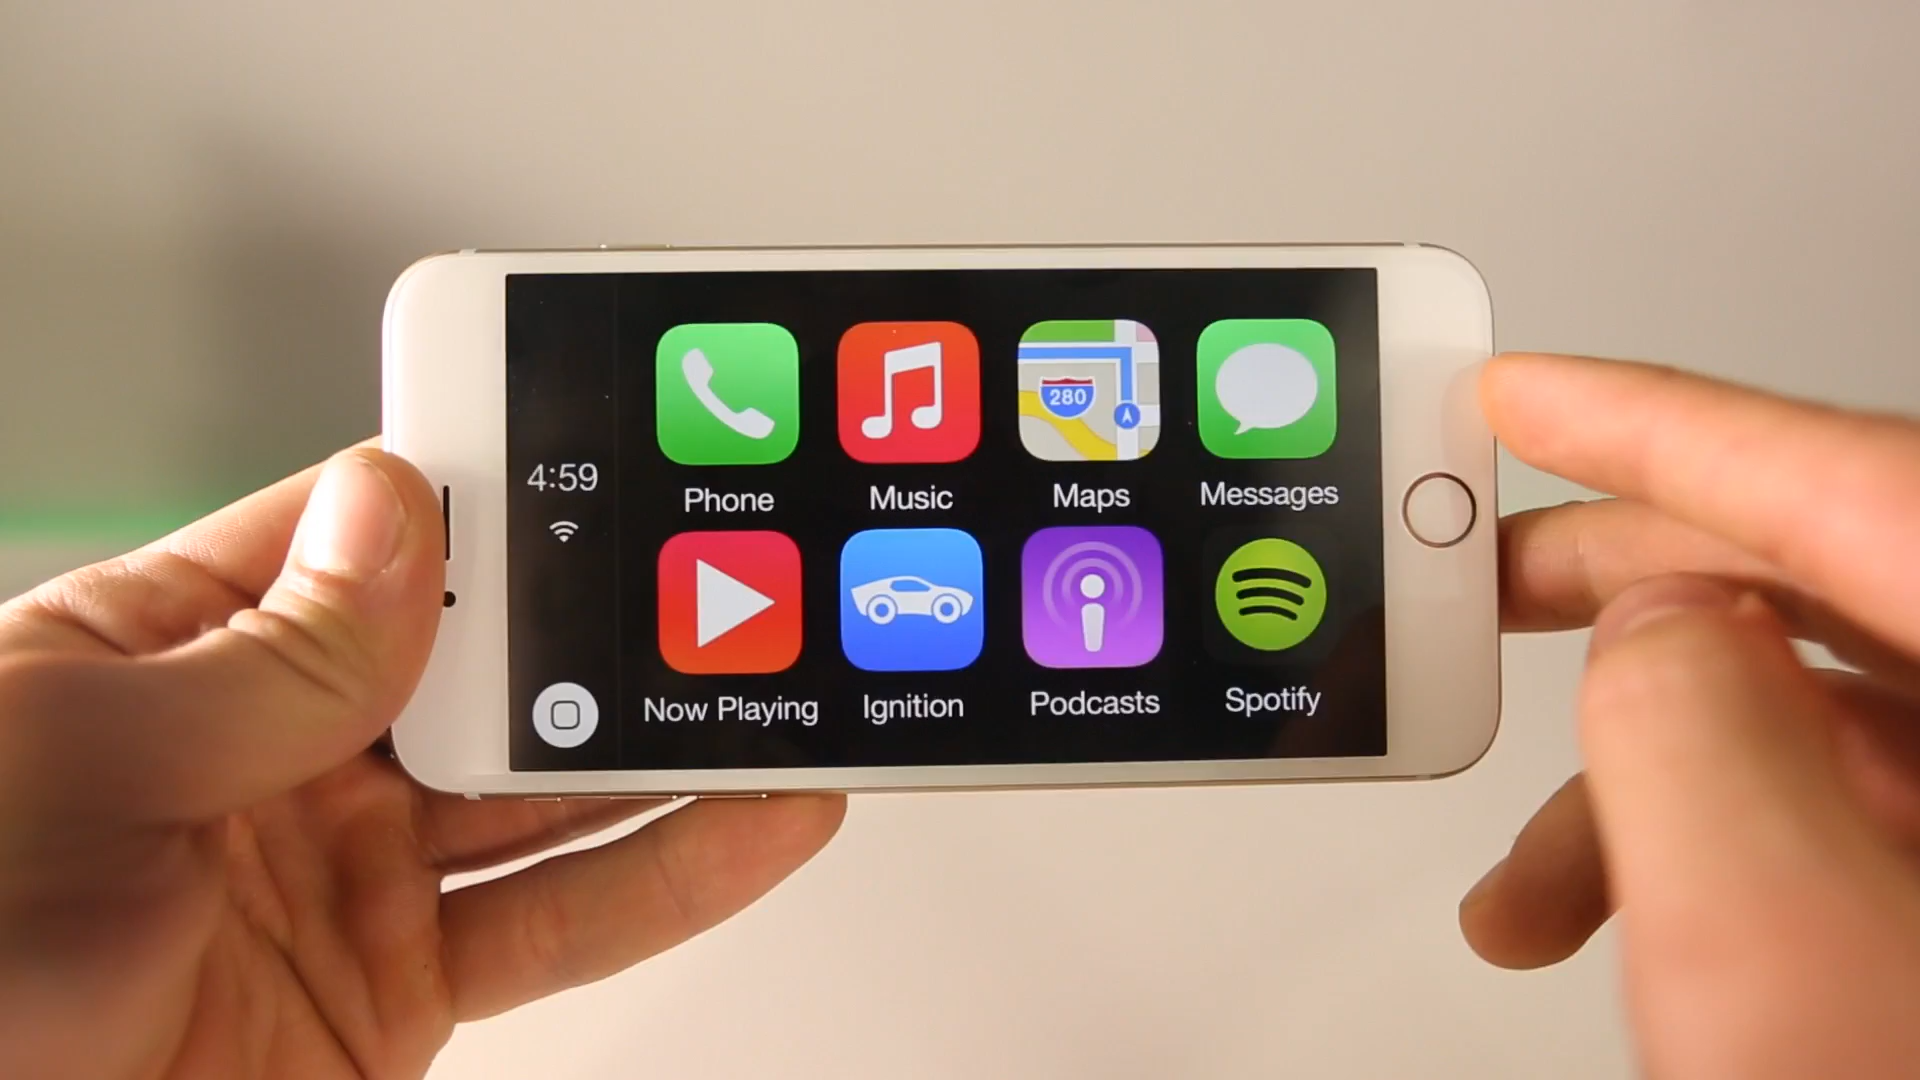 280
Phone
Music
Maps
Messages
4:59
Now Playing
Ignition
Podcasts
Spotify